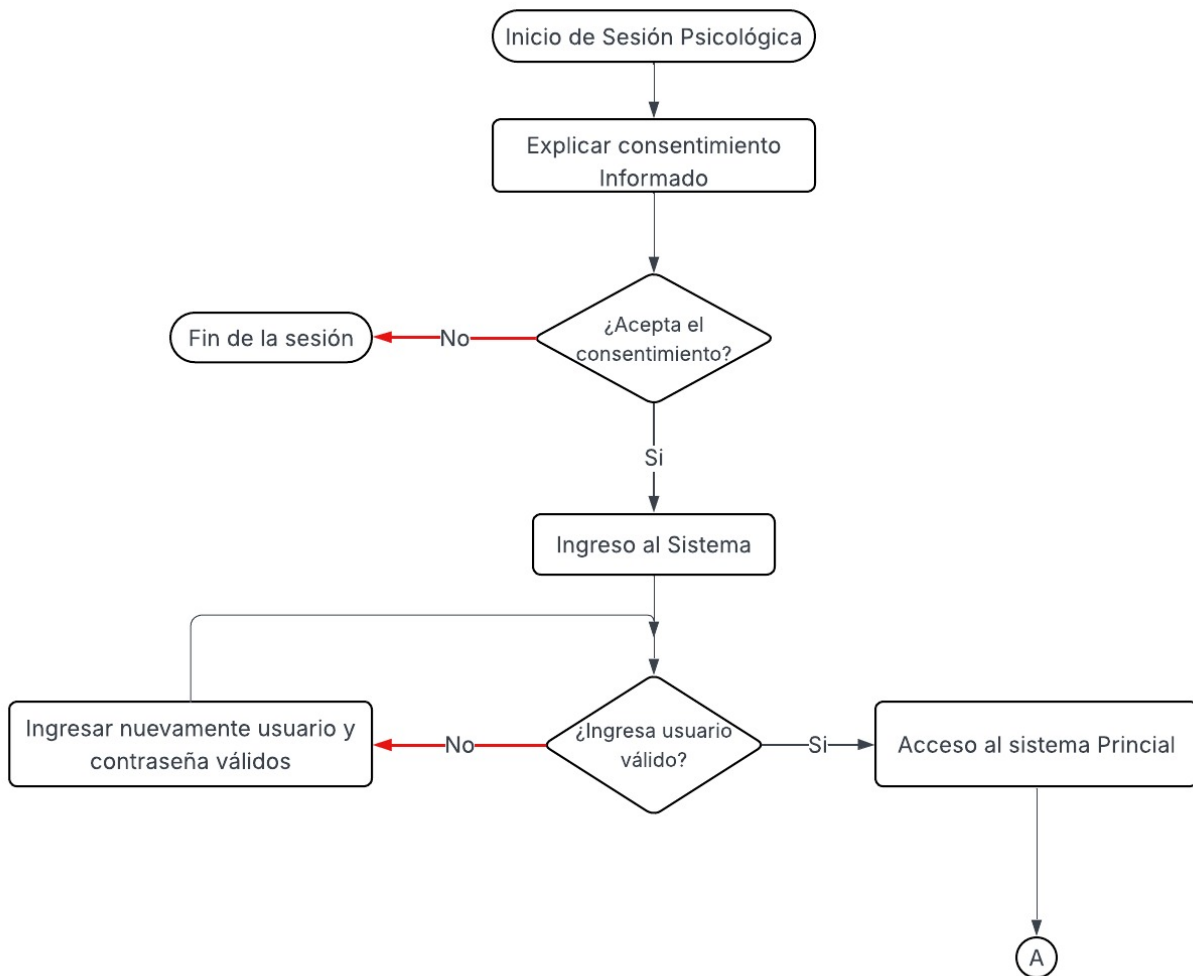 Inicio de Sesión Psicológica
Explicar consentimiento
Informado
¿Acepta el
consentimiento?
No
Fin de la sesión
Si
Ingreso al Sistema
¿Ingresa usuario
válido?
No
Ingresar nuevamente usuario y
contraseña válidos
Si
Acceso al sistema Princial
A